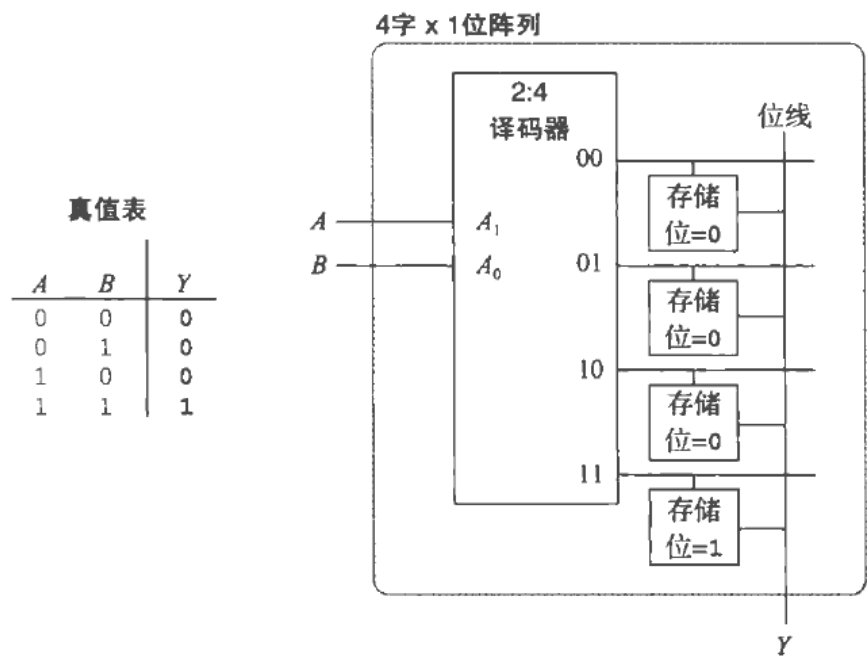 4字 x 1位阵列
2:4
译码器
位线
00
存储
位=0
真值表
A
A₁
B
A₀
01
存储
位=0
A B Y
0 0 0
0 1 0
1 0 0
1 1 1
10
存储
位=0
11
存储
位=1
Y